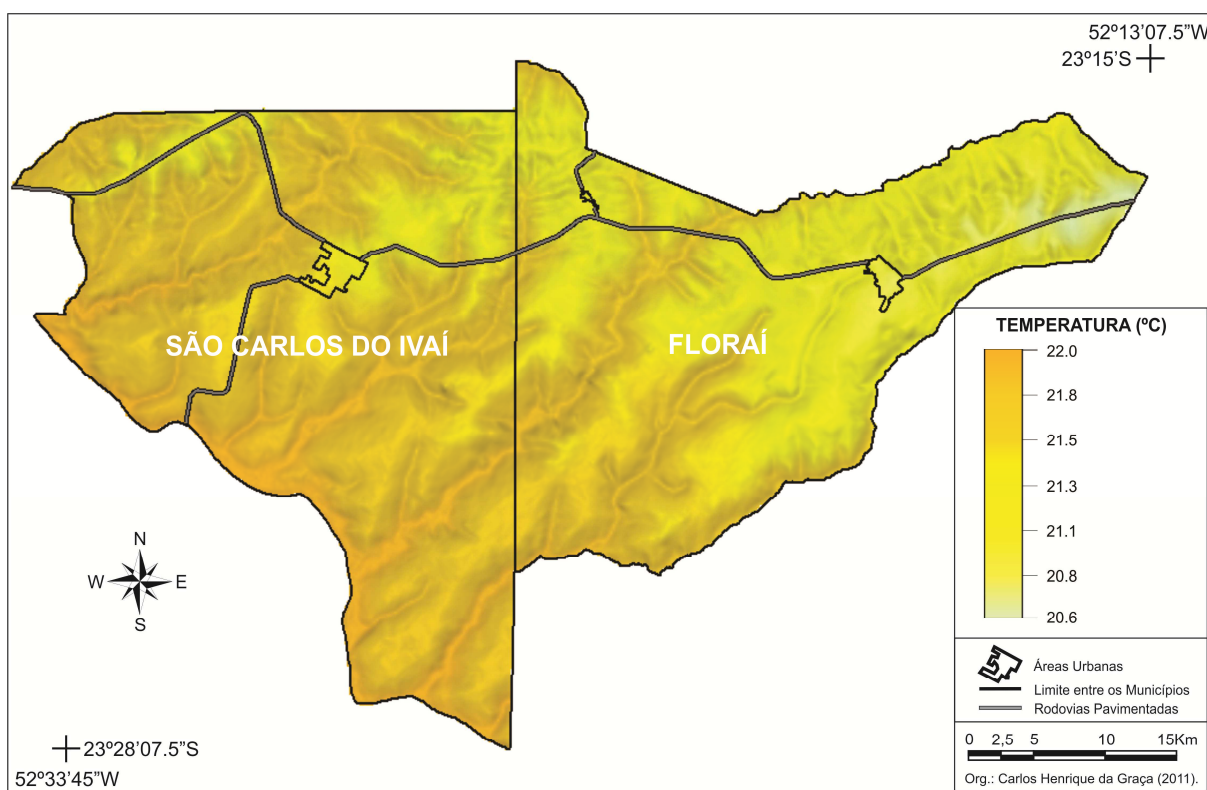 52º13'07.5"W
23º15'S
SÃO CARLOS DO IVAÍ
FLORAÍ
N
W E
S
23º28'07.5"S
52º33'45"W
TEMPERATURA (ºC)
22.0
21.8
21.5
21.3
21.1
20.8
20.6
Áreas Urbanas
Limite entre os Municípios
Rodovias Pavimentadas
0 2,5 5 10 15Km
Org.: Carlos Henrique da Graça (2011).